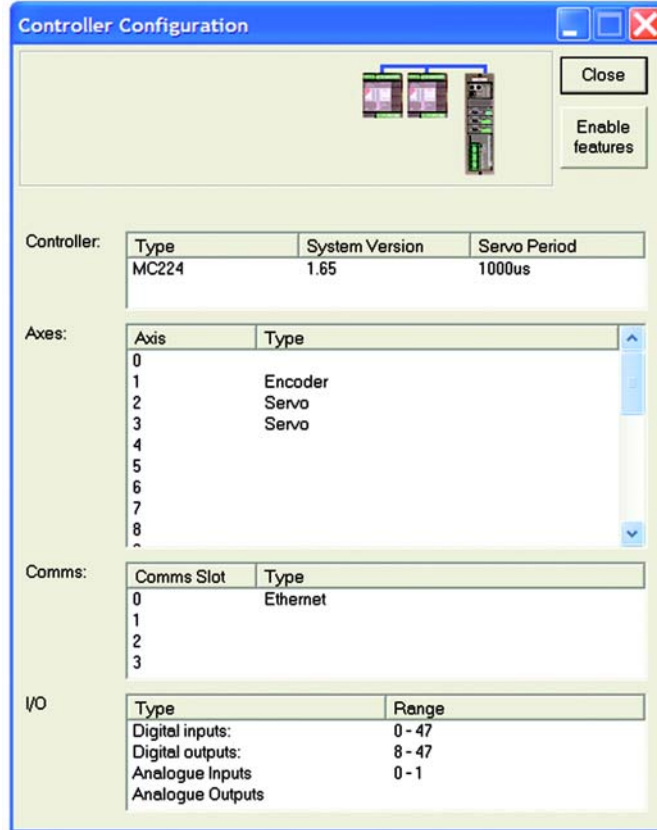 Controller Configuration
Close
Enable
features
Controller:
Type System Version Servo Period
MC224 1.65 1000us
Axes:
Axis Type
0
1 Encoder
2 Servo
3 Servo
4
5
6
7
8
Comms:
Comms Slot Type
0 Ethernet
1
2
3
I/O
Type Range
Digital inputs: 0 - 47
Digital outputs: 8 - 47
Analogue Inputs 0 - 1
Analogue Outputs